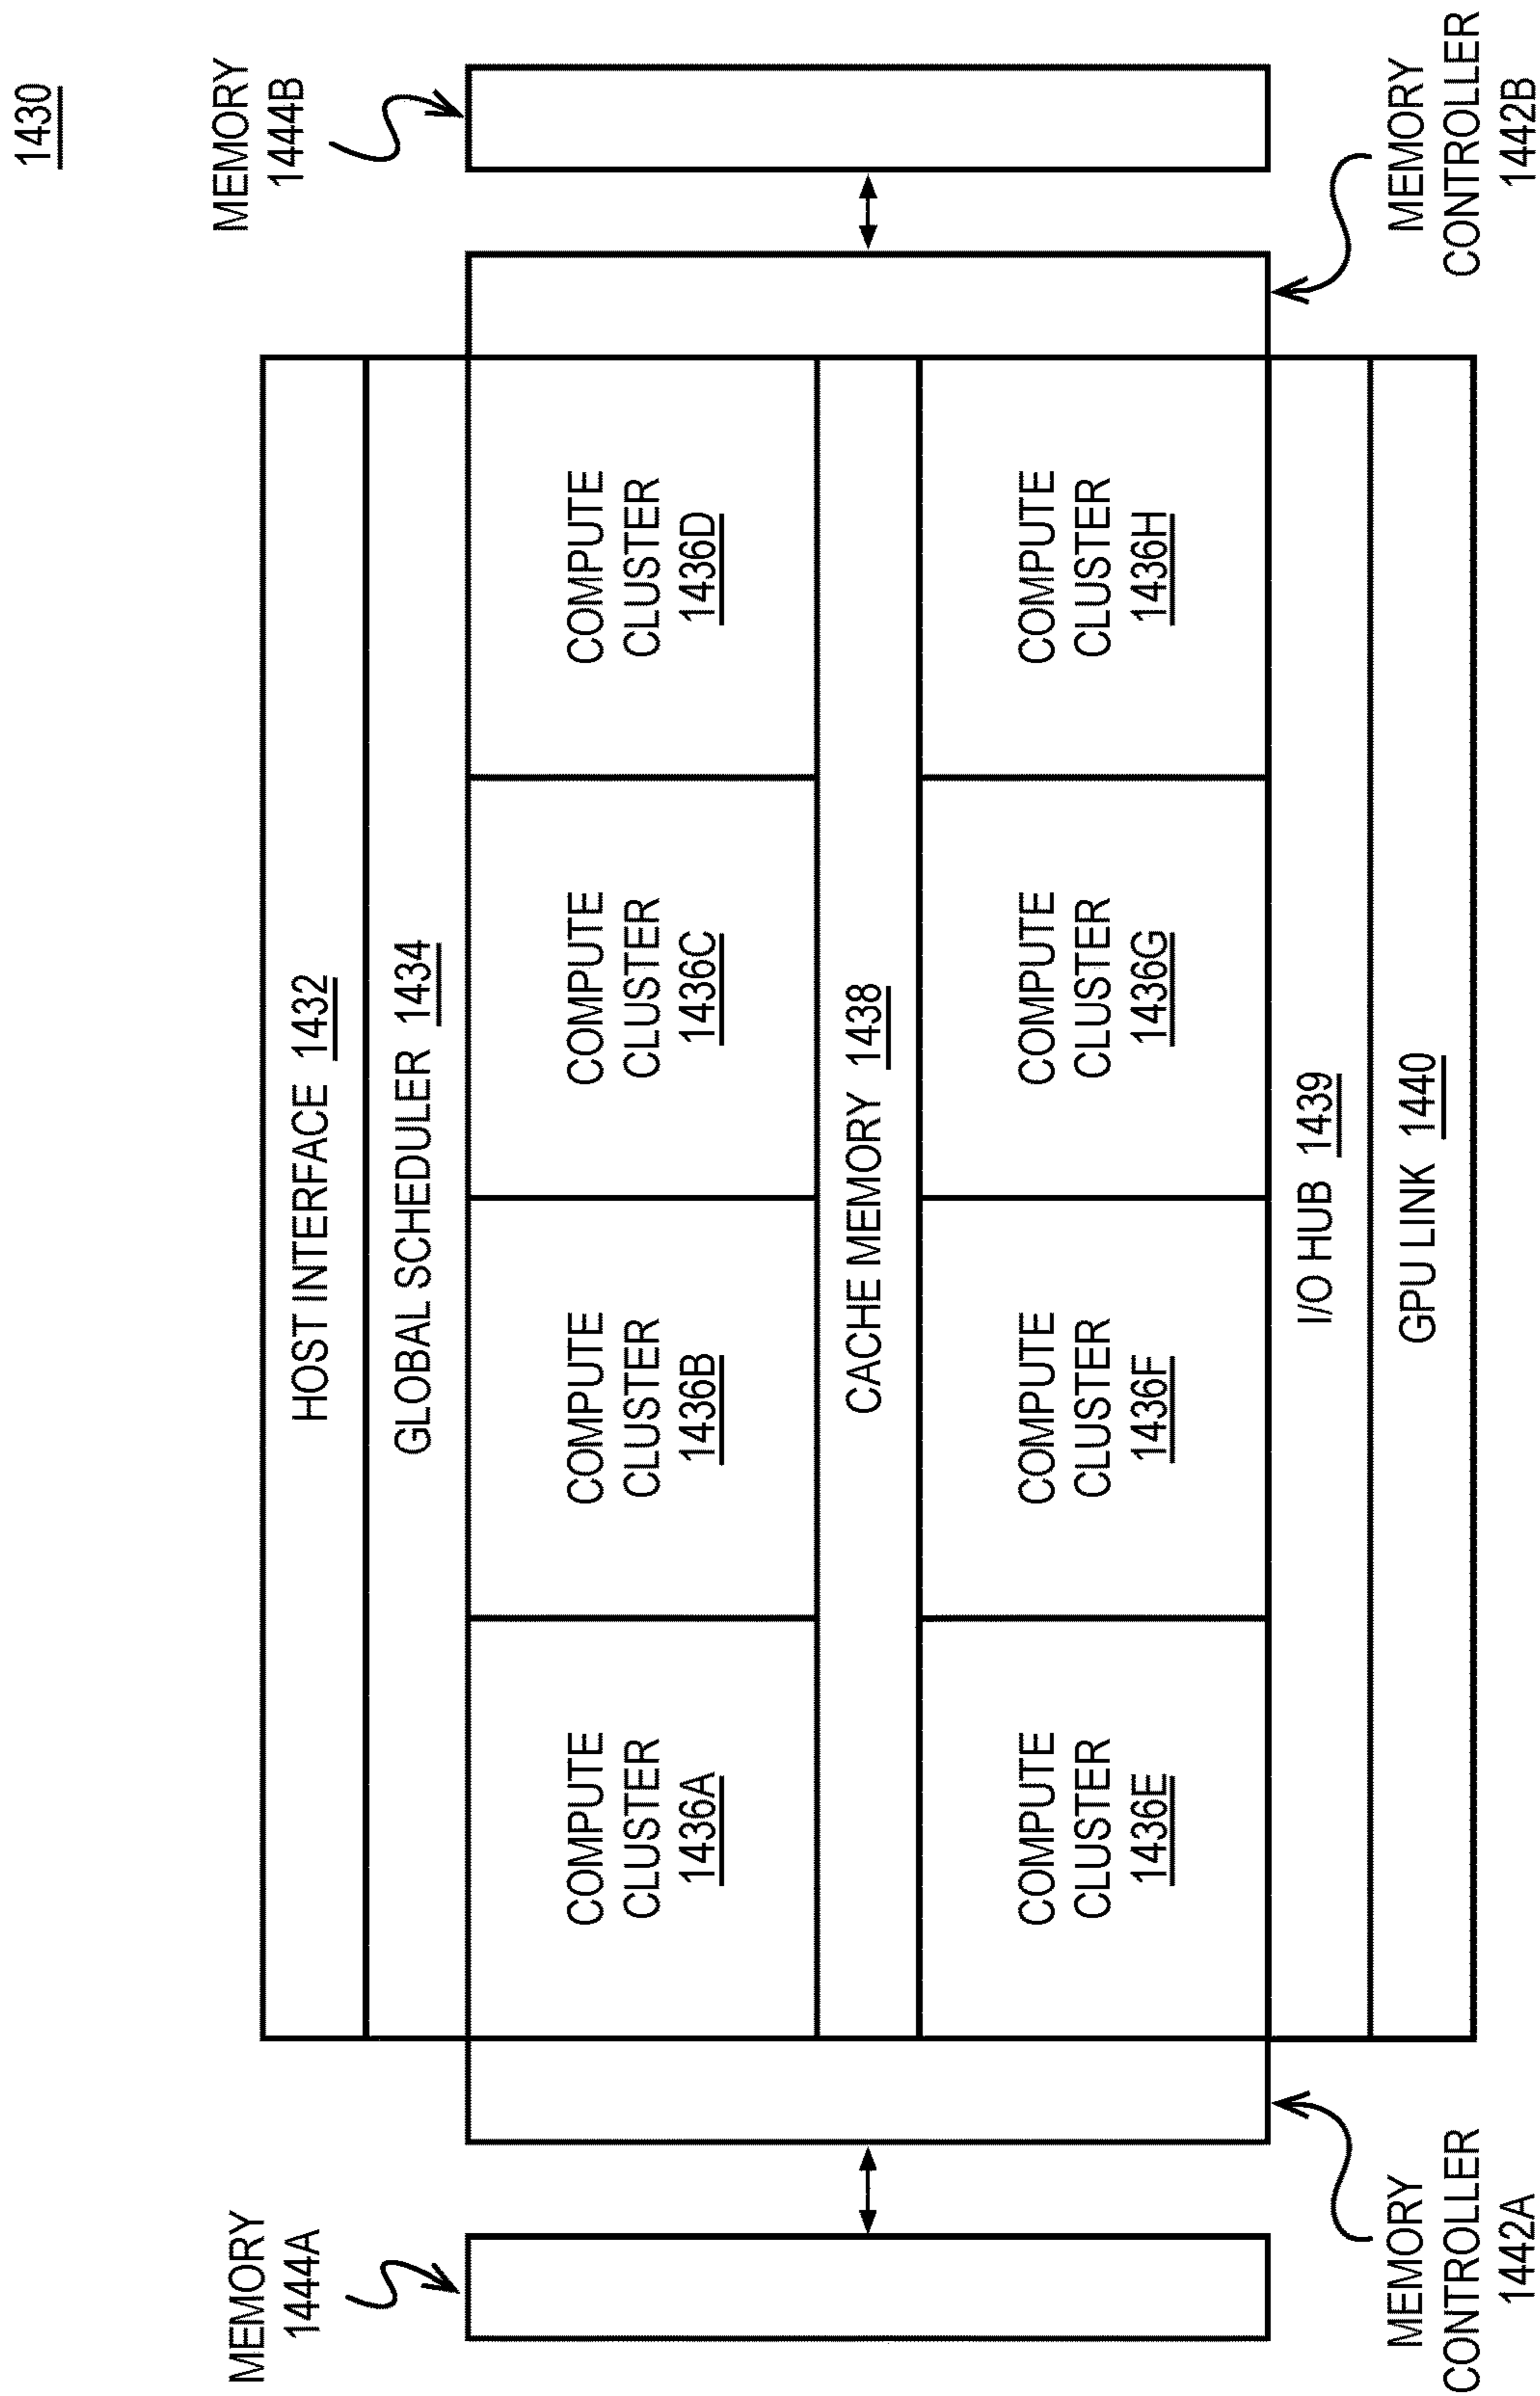 1430
HOST INTERFACE 1432
GLOBAL SCHEDULER 1434
MEMORY
1444A
MEMORY
1444B
COMPUTE
CLUSTER
1436A
COMPUTE
CLUSTER
1436B
COMPUTE
CLUSTER
1436C
COMPUTE
CLUSTER
1436D
CACHE MEMORY 1438
COMPUTE
CLUSTER
1436E
COMPUTE
CLUSTER
1436F
COMPUTE
CLUSTER
1436G
COMPUTE
CLUSTER
1436H
I/O HUB 1439
GPU LINK 1440
MEMORY
CONTROLLER
1442A
MEMORY
CONTROLLER
1442B